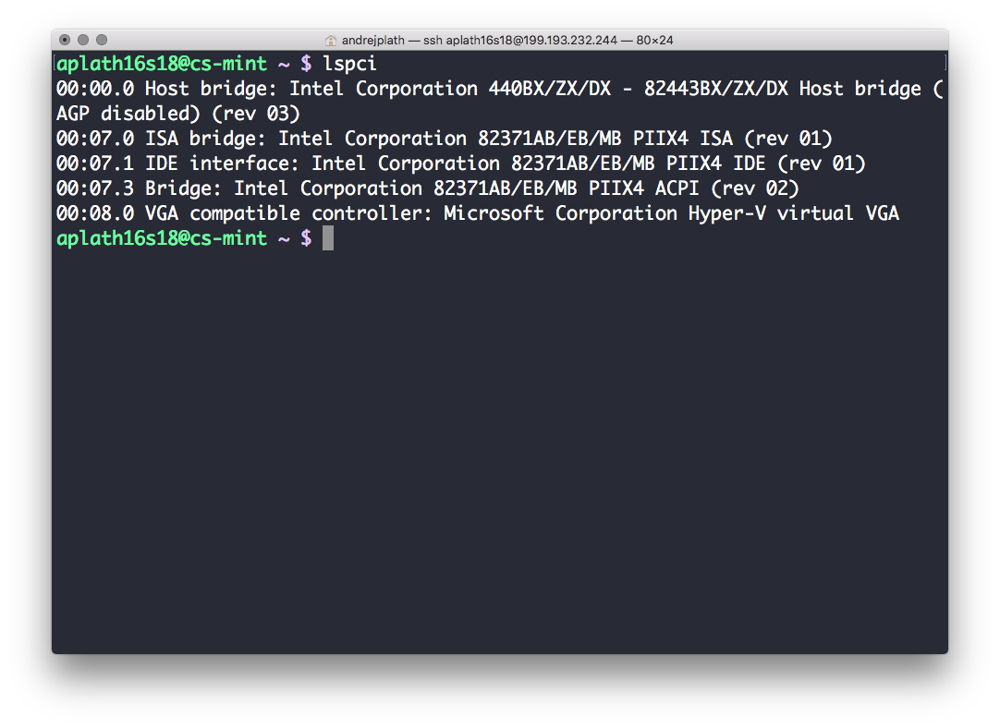 andrejplath — ssh aplath16s18@199.193.232.244 — 80×24
aplath16s18@cs-mint ~ $ lspci
00:00.0 Host bridge: Intel Corporation 440BX/ZX/DX - 82443BX/ZX/DX Host bridge (
AGP disabled) (rev 03)
00:07.0 ISA bridge: Intel Corporation 82371AB/EB/MB PIIX4 ISA (rev 01)
00:07.1 IDE interface: Intel Corporation 82371AB/EB/MB PIIX4 IDE (rev 01)
00:07.3 Bridge: Intel Corporation 82371AB/EB/MB PIIX4 ACPI (rev 02)
00:08.0 VGA compatible controller: Microsoft Corporation Hyper-V virtual VGA
aplath16s18@cs-mint ~ $